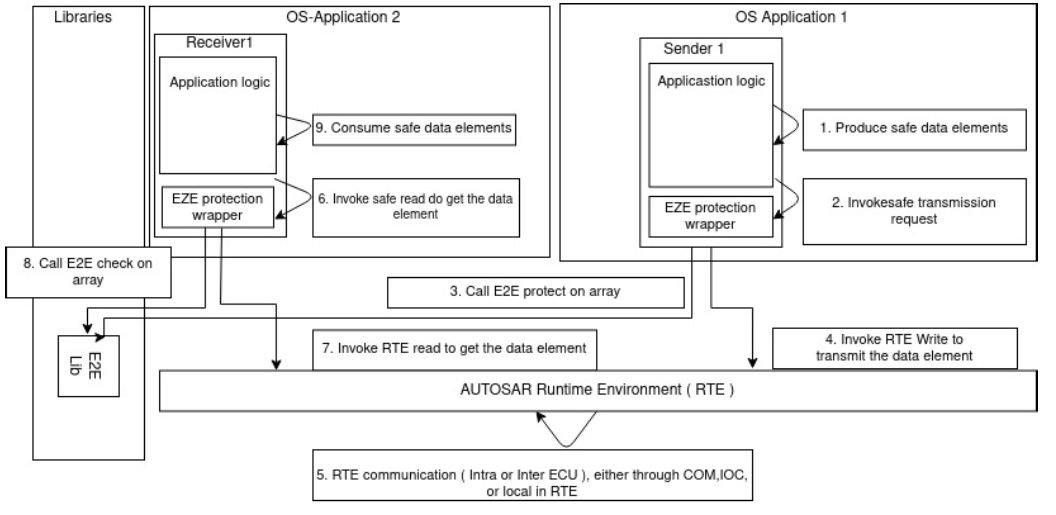 Libraries
OS-Application 2
OS Application 1
Receiver1
Sender 1
Application logic
Applicastion logic
9. Consume safe data elements
1. Produce safe data elements
EZE protection
wrapper
6. Invoke safe read do get the data
element
EZE protection
wrapper
2. Invokesafe transmission
request
8. Call E2E check on
array
3. Call E2E protect on array
E2E
Lib
7. Invoke RTE read to get the data element
4. Invoke RTE Write to
transmit the data element
AUTOSAR Runtime Environment ( RTE )
5. RTE communication ( Intra or Inter ECU ), either through COM,IOC,
or local in RTE